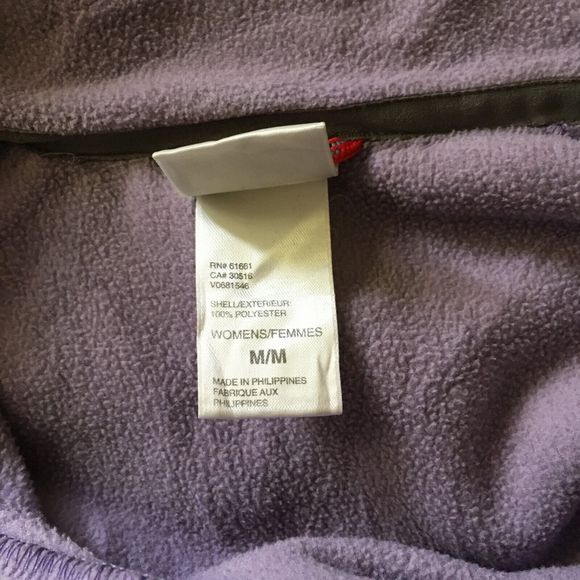 RN# 61661
CA# 30516
V0681546
SHELL/EXTERIEUR:
100% POLYESTER
WOMENS/FEMMES
M/M
MADE IN PHILIPPINES
FABRIQUE AUX
PHILIPPINES